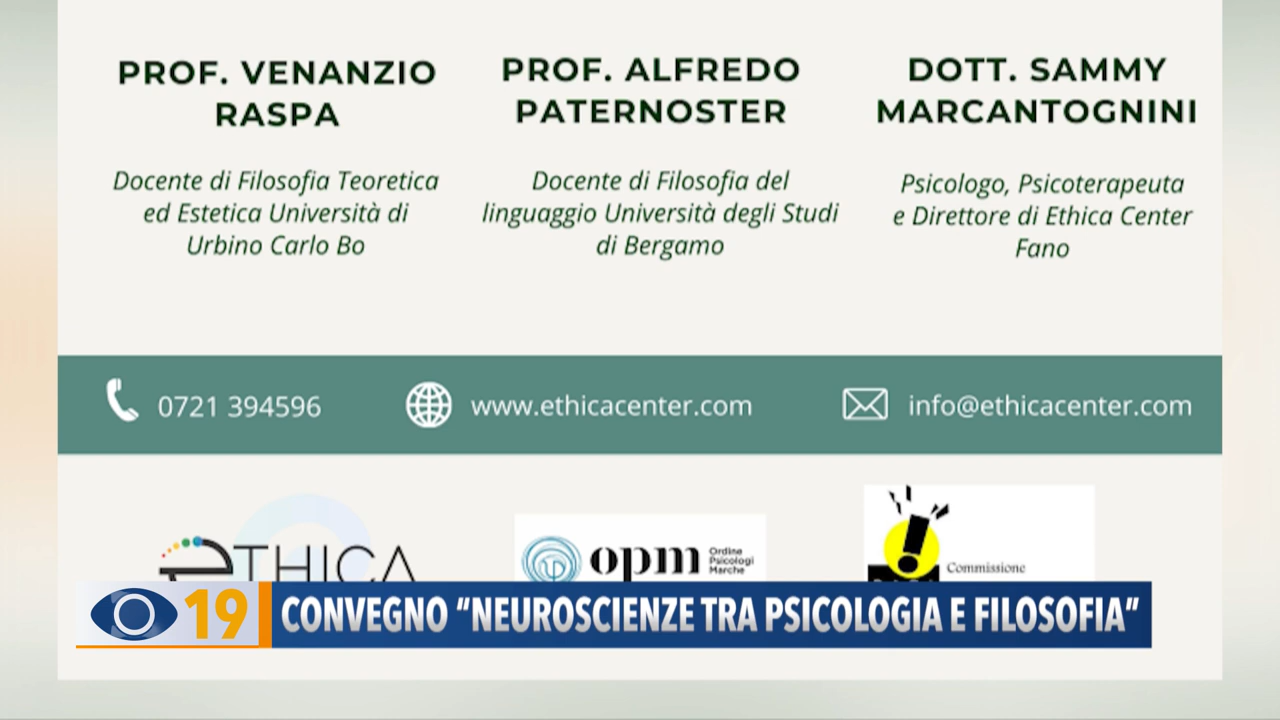 PROF. VENANZIO
RASPA
Docente di Filosofia Teoretica
ed Estetica Università di
Urbino Carlo Bo
PROF. ALFREDO
PATERNOSTER
Docente di Filosofia del
linguaggio Università degli Studi
di Bergamo
DOTT. SAMMY
MARCANTOGNINI
Psicologo, Psicoterapeuta
e Direttore di Ethica Center
Fano
0721 394596
www.ethicacenter.com
info@ethicacenter.com
eTHICA
opm
Ordine
Psicologi
Marche
Commissione
19
CONVEGNO “NEUROSCIENZE TRA PSICOLOGIA E FILOSOFIA”